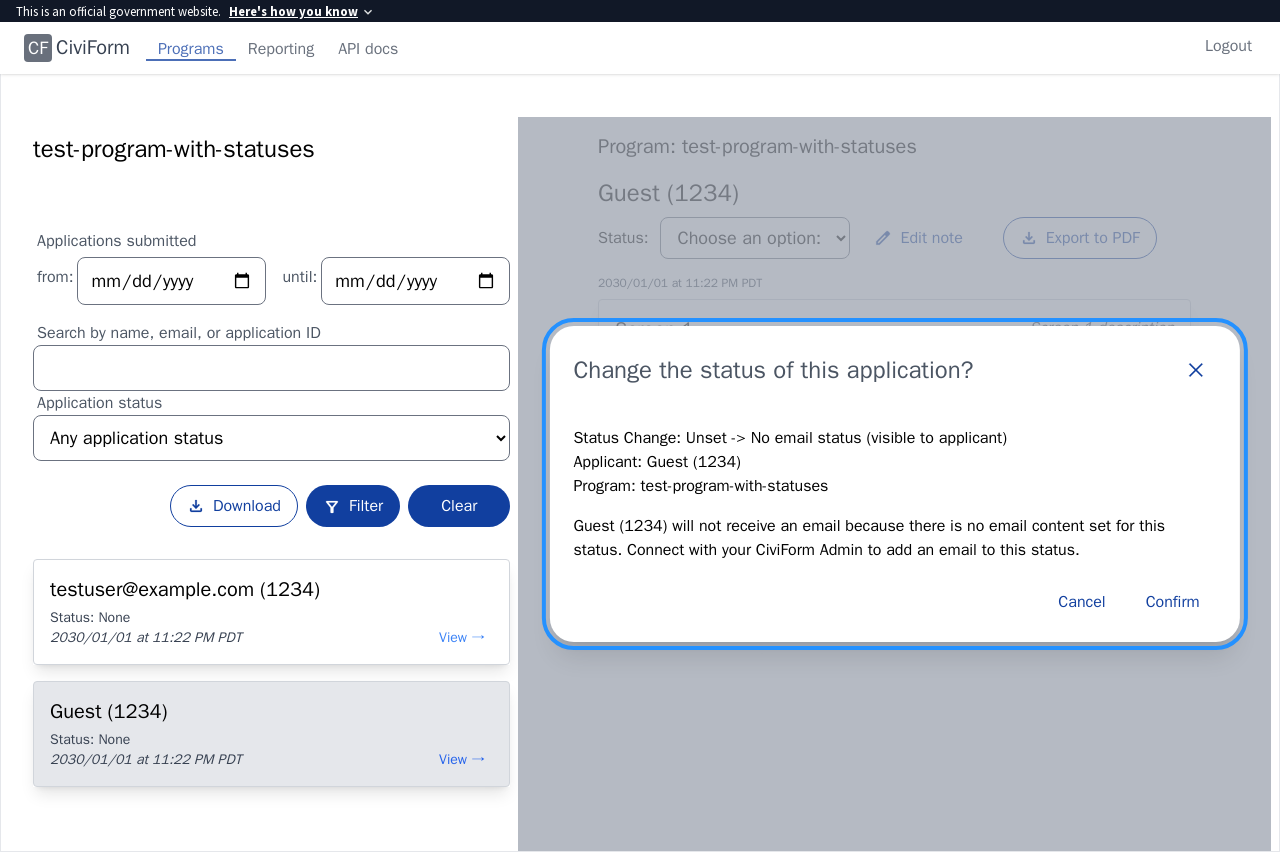 This is an official government website. Here's how you know
CF CiviForm Programs Reporting API docs Logout
test-program-with-statuses
Applications submitted
from: mm/dd/yyyy until: mm/dd/yyyy
Search by name, email, or application ID
Application status
Any application status
Download Filter Clear
testuser@example.com (1234)
Status: None
2030/01/01 at 11:22 PM PDT View →
Guest (1234)
Status: None
2030/01/01 at 11:22 PM PDT View →
Program: test-program-with-statuses
Guest (1234)
Status: Choose an option: Edit note Export to PDF
2030/01/01 at 11:22 PM PDT
Screen 1 Screen 1 description
Change the status of this application?
Status Change: Unset -> No email status (visible to applicant)
Applicant: Guest (1234)
Program: test-program-with-statuses
Guest (1234) will not receive an email because there is no email content set for this
status. Connect with your CiviForm Admin to add an email to this status.
Cancel Confirm